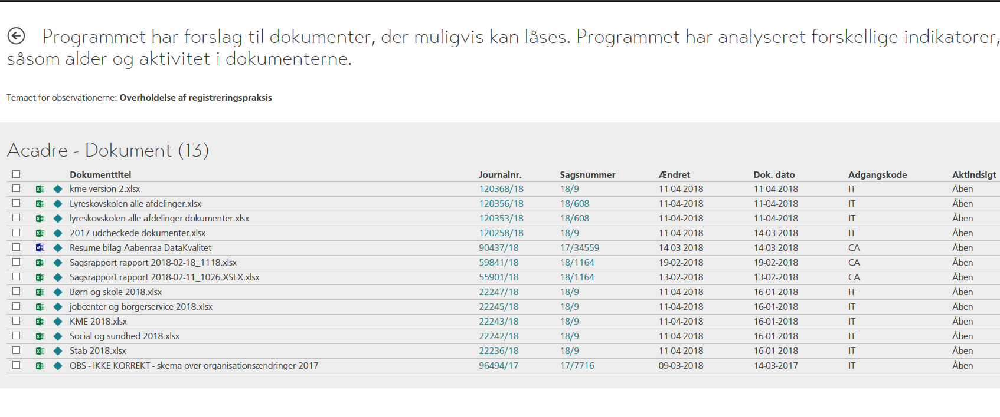 Programmet har forslag til dokumenter, der muligvis kan låses. Programmet har analyseret forskellige indikatorer,
såsom alder og aktivitet i dokumenterne.
Temaet for observationerne: Overholdelse af registreringspraksis
Acadre - Dokument (13)
Dokumenttitel Journalnr. Sagsnummer Ændret Dok. dato Adgangskode Aktindsigt
kme version 2.xlsx 120368/18 18/9 11-04-2018 11-04-2018 IT Åben
Lyreskovskolen alle afdelinger.xlsx 120356/18 18/608 11-04-2018 11-04-2018 IT Åben
lyreskovskolen alle afdelinger dokumenter.xlsx 120353/18 18/608 11-04-2018 11-04-2018 IT Åben
2017 udcheckede dokumenter.xlsx 120258/18 18/9 11-04-2018 14-03-2018 IT Åben
Resume bilag Aabenraa DataKvalitet 90437/18 17/34559 14-03-2018 14-03-2018 CA Åben
Sagsrapport rapport 2018-02-18_1118.xlsx 59841/18 18/1164 19-02-2018 19-02-2018 CA Åben
Sagsrapport rapport 2018-02-11_1026.XSLX.xlsx 55901/18 18/1164 13-02-2018 13-02-2018 CA Åben
Børn og skole 2018.xlsx 22247/18 18/9 11-04-2018 16-01-2018 IT Åben
jobcenter og borgerservice 2018.xlsx 22245/18 18/9 11-04-2018 16-01-2018 IT Åben
KME 2018.xlsx 22243/18 18/9 11-04-2018 16-01-2018 IT Åben
Social og sundhed 2018.xlsx 22242/18 18/9 11-04-2018 16-01-2018 IT Åben
Stab 2018.xlsx 22236/18 18/9 11-04-2018 16-01-2018 IT Åben
OBS - IKKE KORREKT - skema over organisationsændringer 2017 96494/17 17/7716 09-03-2018 14-03-2017 IT Åben